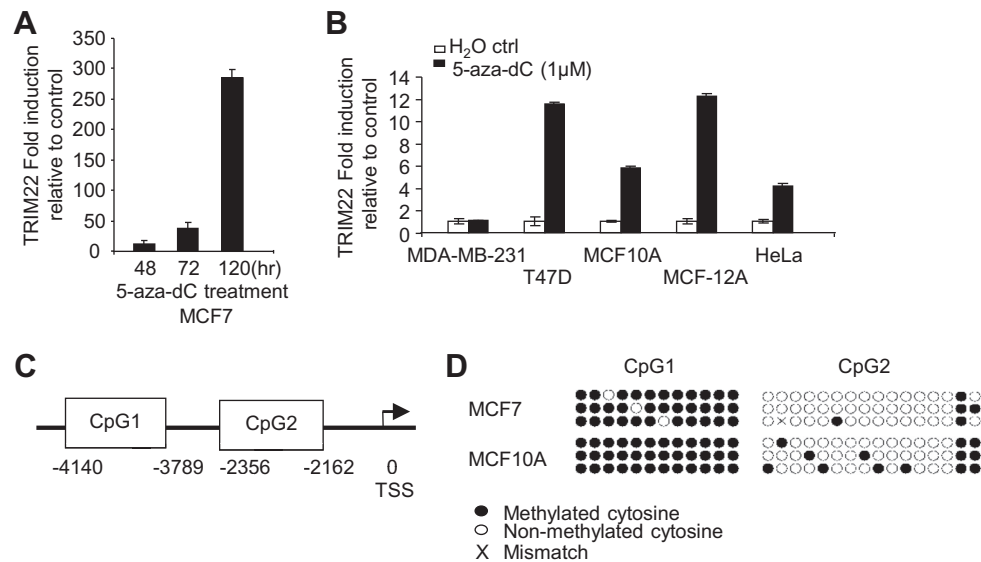 A
TRIM22 Fold induction
relative to control
350
300
250
200
150
100
50
0
48 72 120(hr)
5-aza-dC treatment
MCF7
B
H2O ctrl
5-aza-dC (1µM)
TRIM22 Fold induction
relative to control
14
12
10
8
6
4
2
0
MDA-MB-231 MCF10A HeLa
T47D MCF-12A
C
CpG1 CpG2
-4140 -3789 -2356 -2162 0
TSS
D
CpG1 CpG2
MCF7
MCF10A
Methylated cytosine
Non-methylated cytosine
X Mismatch